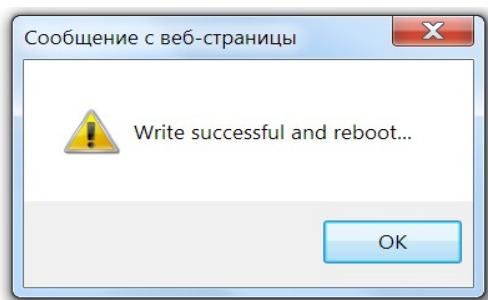 Сообщение с веб-страницы
Write successful and reboot...
OK